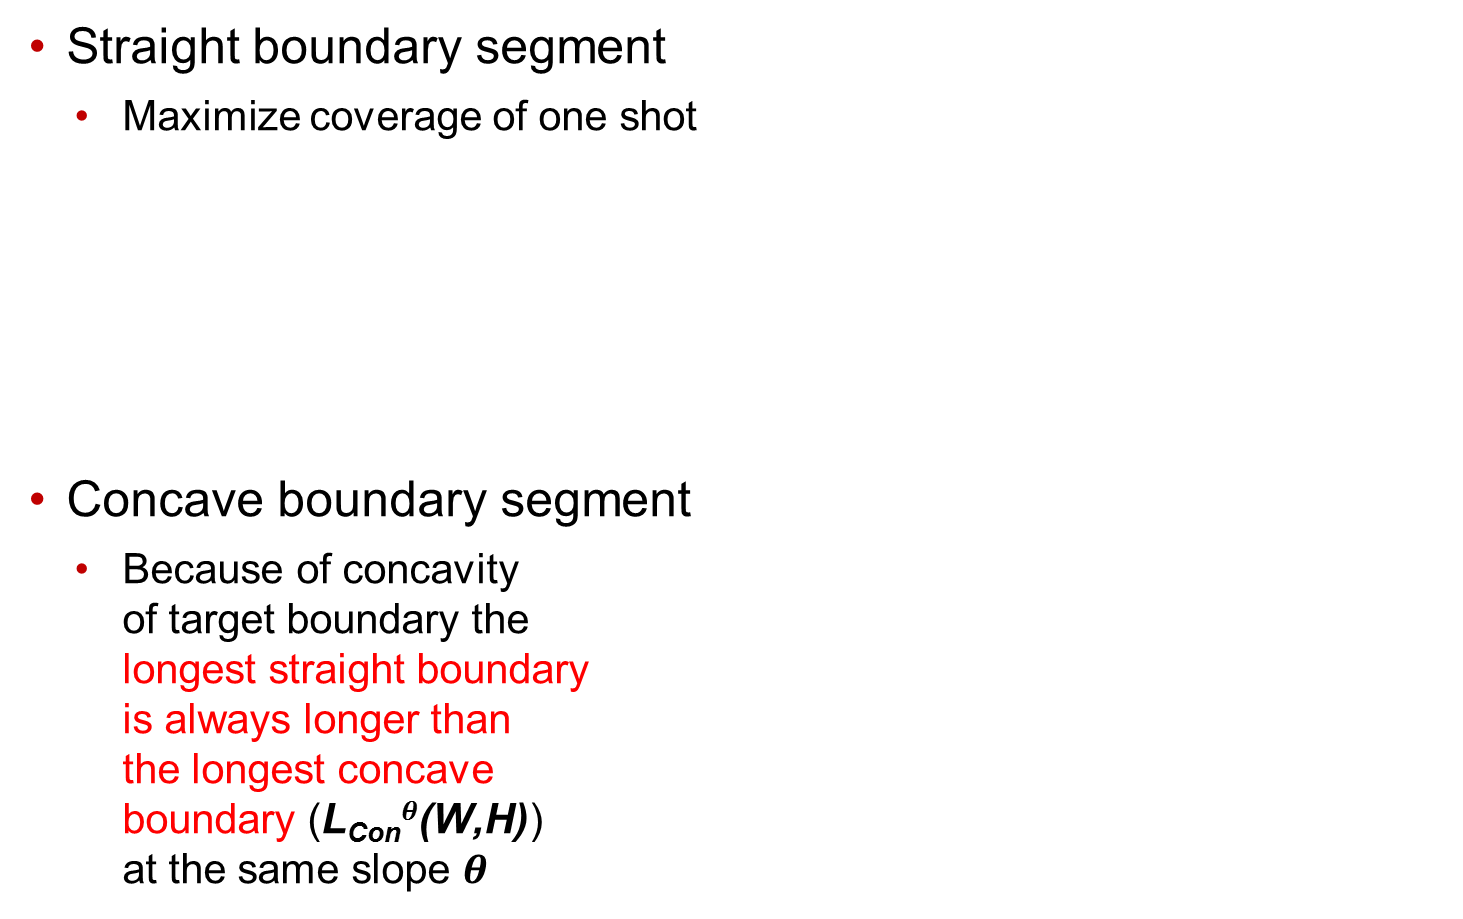 • Straight boundary segment
• Maximize coverage of one shot
• Concave boundary segment
• Because of concavity
of target boundary the
longest straight boundary
is always longer than
the longest concave
boundary (L_Con^θ(W,H))
at the same slope θ